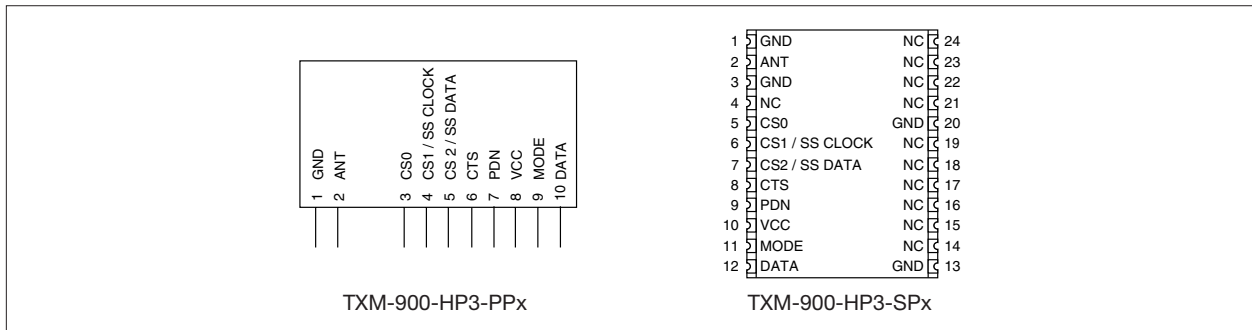 1 GND
2 ANT
3 CS0
4 CS1 / SS CLOCK
5 CS 2 / SS DATA
6 CTS
7 PDN
8 VCC
9 MODE
10 DATA
TXM-900-HP3-PPx
1 GND NC 24
2 ANT NC 23
3 GND NC 22
4 NC NC 21
5 CS0 GND 20
6 CS1 / SS CLOCK NC 19
7 CS2 / SS DATA NC 18
8 CTS NC 17
9 PDN NC 16
10 VCC NC 15
11 MODE NC 14
12 DATA GND 13
TXM-900-HP3-SPx